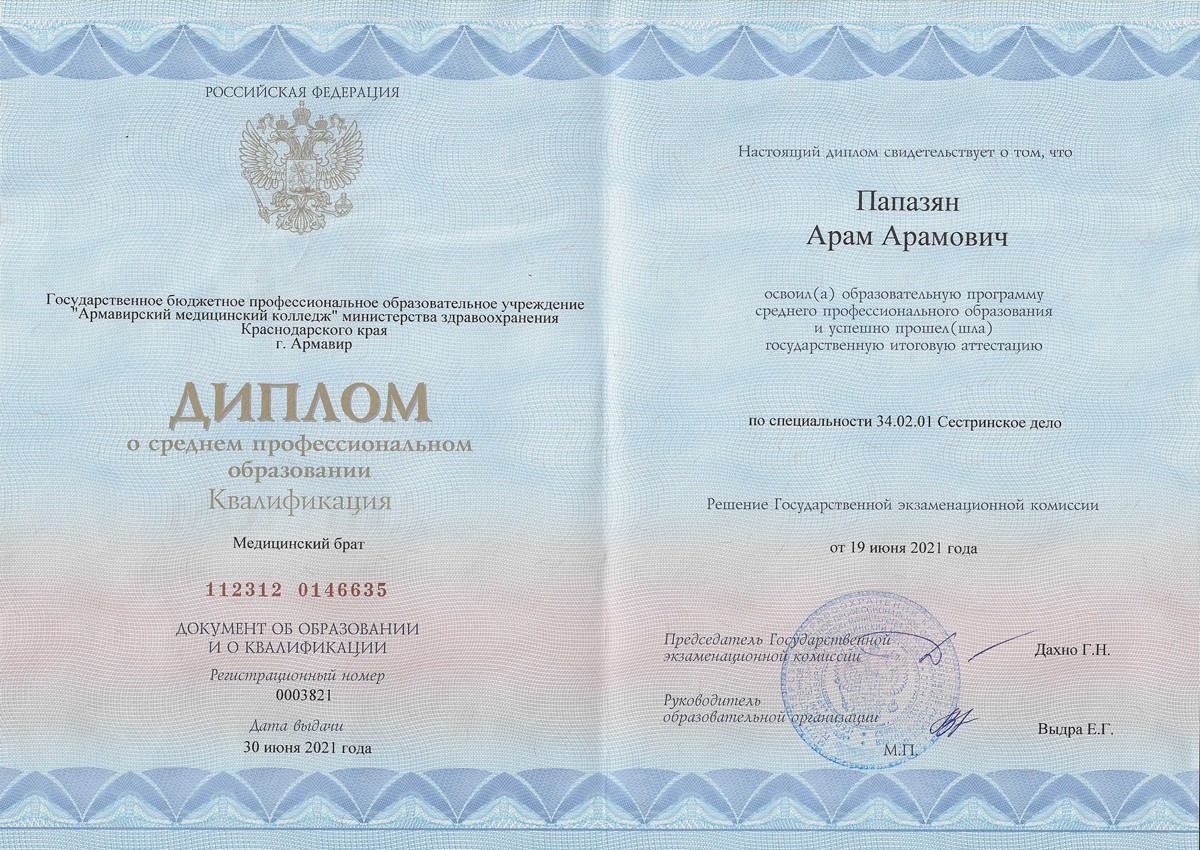 РОССИЙСКАЯ ФЕДЕРАЦИЯ
Государственное бюджетное профессиональное образовательное учреждение
"Армавирский медицинский колледж" министерства здравоохранения
Краснодарского края
г. Армавир
ДИПЛОМ
о среднем профессиональном
образовании
Квалификация
Медицинский брат
112312 0146635
ДОКУМЕНТ ОБ ОБРАЗОВАНИИ
И О КВАЛИФИКАЦИИ
Регистрационный номер
0003821
Дата выдачи
30 июня 2021 года
Настоящий диплом свидетельствует о том, что
Папазян
Арам Арамович
освоил(а) образовательную программу
среднего профессионального образования
и успешно прошел(шла)
государственную итоговую аттестацию
по специальности 34.02.01 Сестринское дело
Решение Государственной экзаменационной комиссии
от 19 июня 2021 года
Председатель Государственной
экзаменационной комиссии
Дахно Г.Н.
Руководитель
образовательной организации
Выдра Е.Г.
М.П.